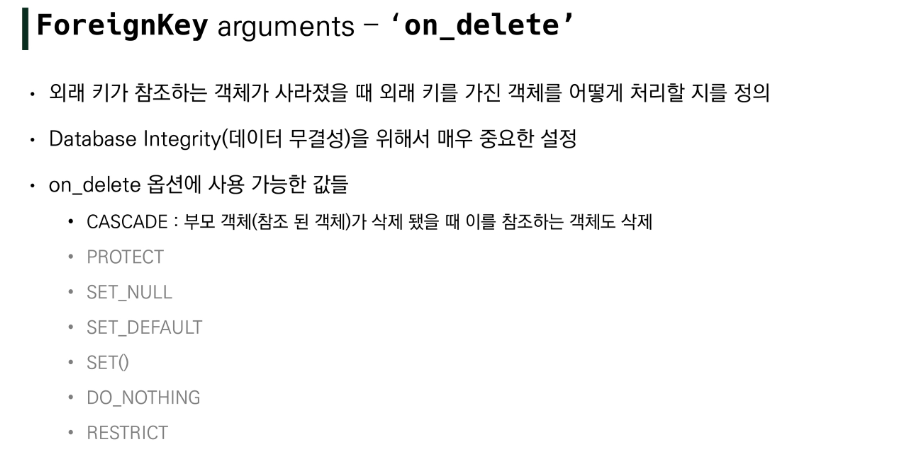 ForeignKey arguments – ‘on_delete’
• 외래 키가 참조하는 객체가 사라졌을 때 외래 키를 가진 객체를 어떻게 처리할 지를 정의
• Database Integrity(데이터 무결성)을 위해서 매우 중요한 설정
• on_delete 옵션에 사용 가능한 값들
• CASCADE : 부모 객체(참조 된 객체)가 삭제 됐을 때 이를 참조하는 객체도 삭제
• PROTECT
• SET_NULL
• SET_DEFAULT
• SET()
• DO_NOTHING
• RESTRICT